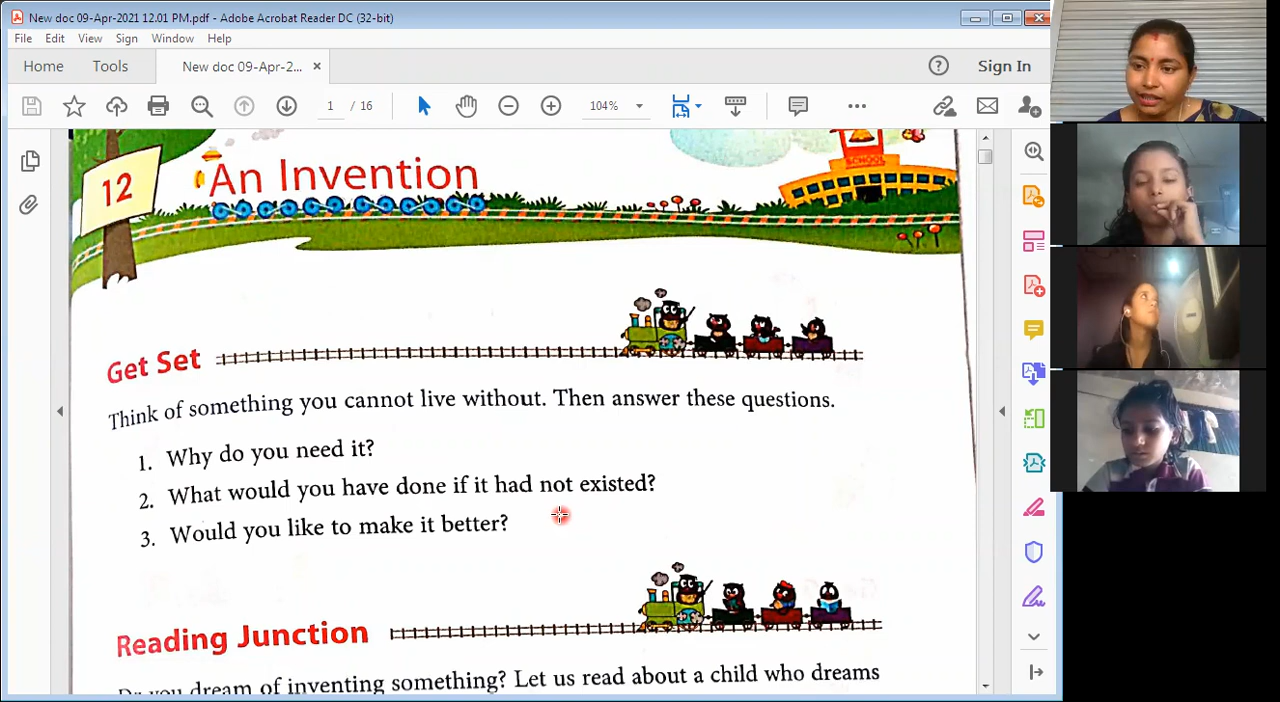 New doc 09-Apr-2021 12.01 PM.pdf - Adobe Acrobat Reader DC (32-bit)
File Edit View Sign Window Help
Home Tools New doc 09-Apr-2... × Sign In
1 / 16 104%
12
An Invention
SCHOOL
Get Set
Think of something you cannot live without. Then answer these questions.
1. Why do you need it?
2. What would you have done if it had not existed?
3. Would you like to make it better?
Reading Junction
Do you dream of inventing something? Let us read about a child who dreams